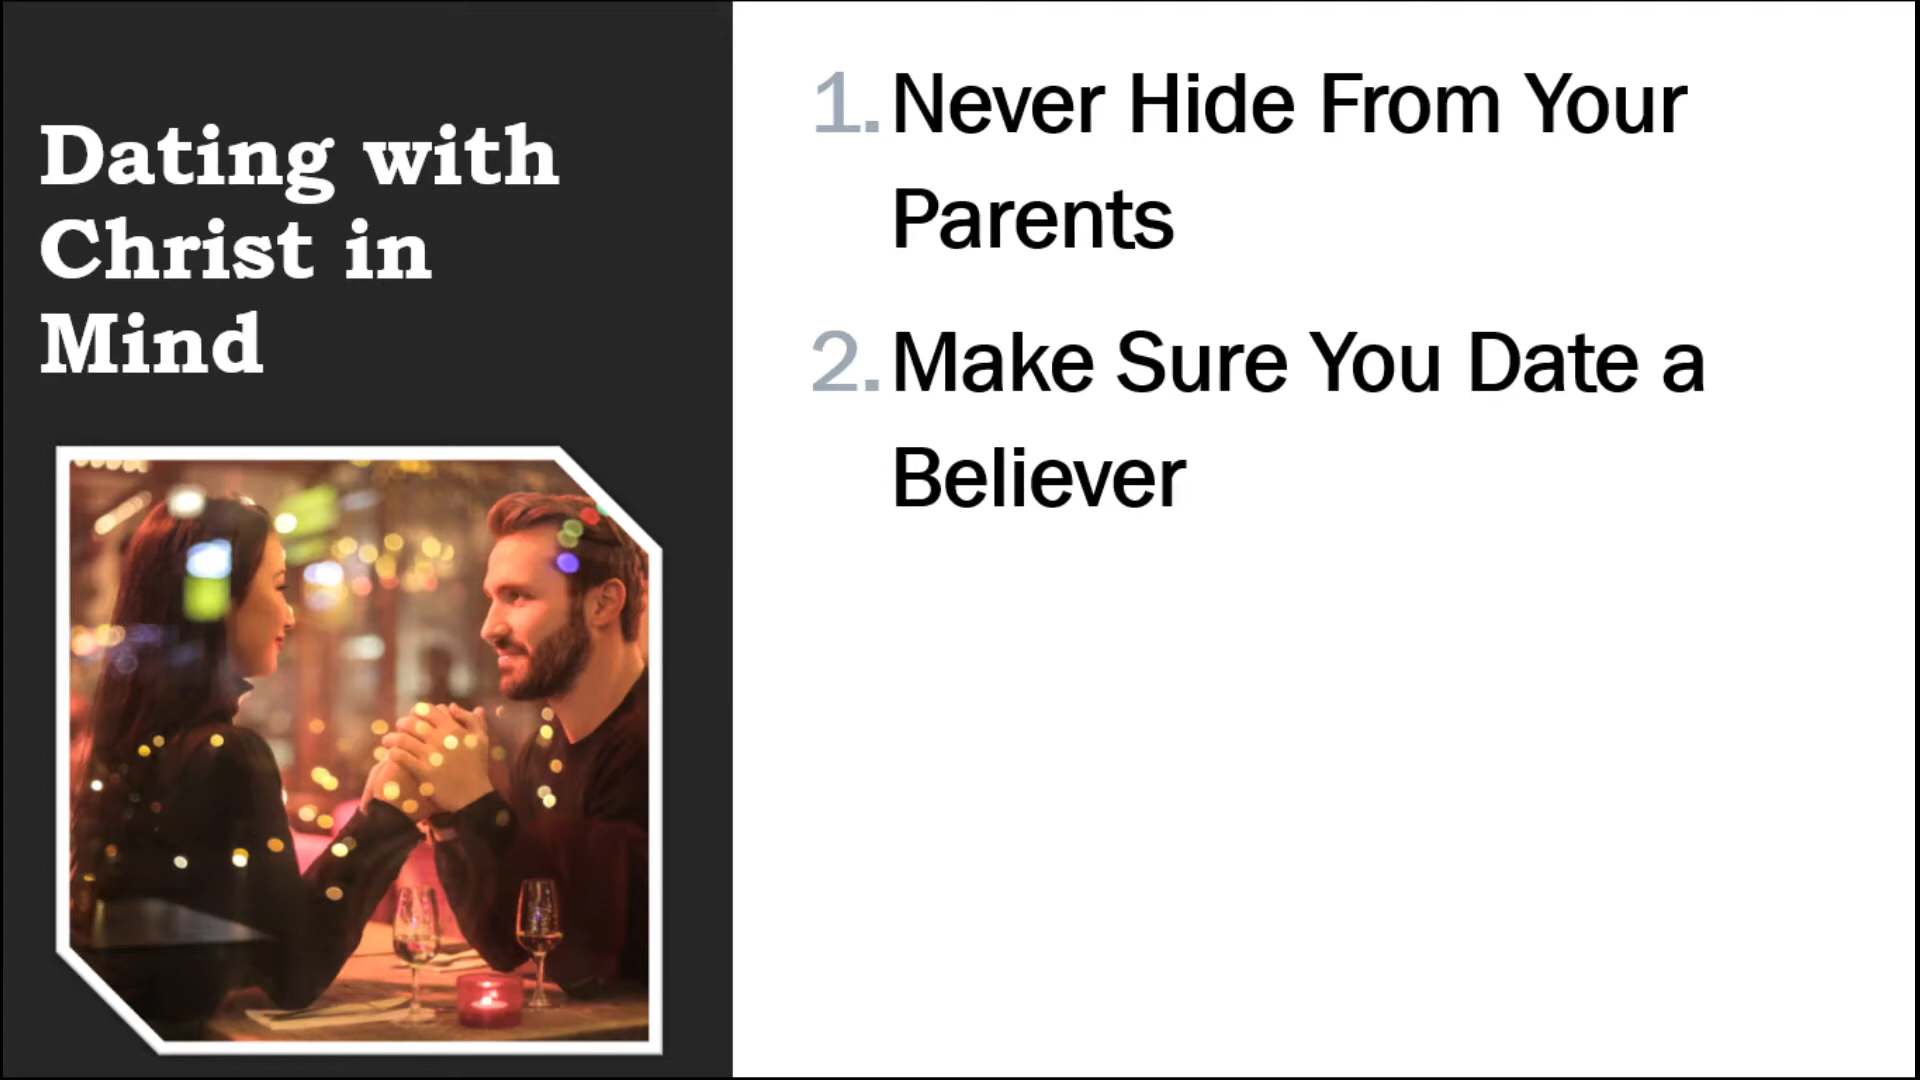 Dating with
Christ in
Mind
1. Never Hide From Your
Parents
2. Make Sure You Date a
Believer